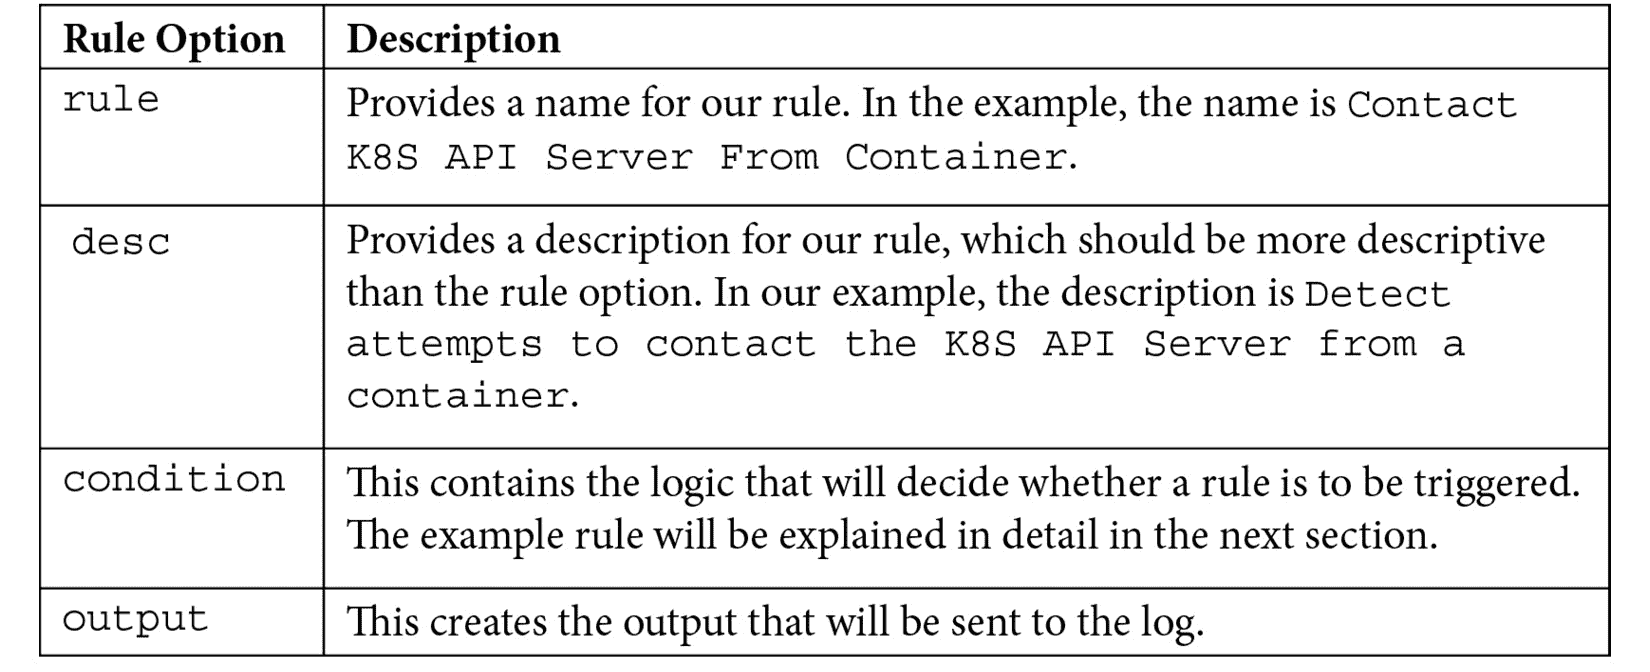 Rule Option Description
rule Provides a name for our rule. In the example, the name is Contact
K8S API Server From Container.
desc Provides a description for our rule, which should be more descriptive
than the rule option. In our example, the description is Detect
attempts to contact the K8S API Server from a
container.
condition This contains the logic that will decide whether a rule is to be triggered.
The example rule will be explained in detail in the next section.
output This creates the output that will be sent to the log.